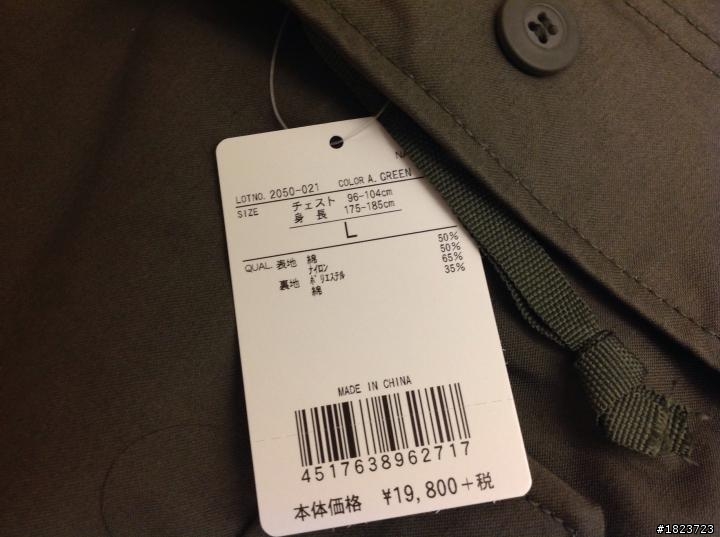 LOTNO. 2050-021 COLOR A. GREEN
SIZE チェスト 96-104cm
身長 175-185cm
L
QUAL. 表地 綿 50%
ナイロン 50%
裏地 ポリエステル 65%
綿 35%
MADE IN CHINA
4517638962717
本体価格 ¥19,800+税
#1823723